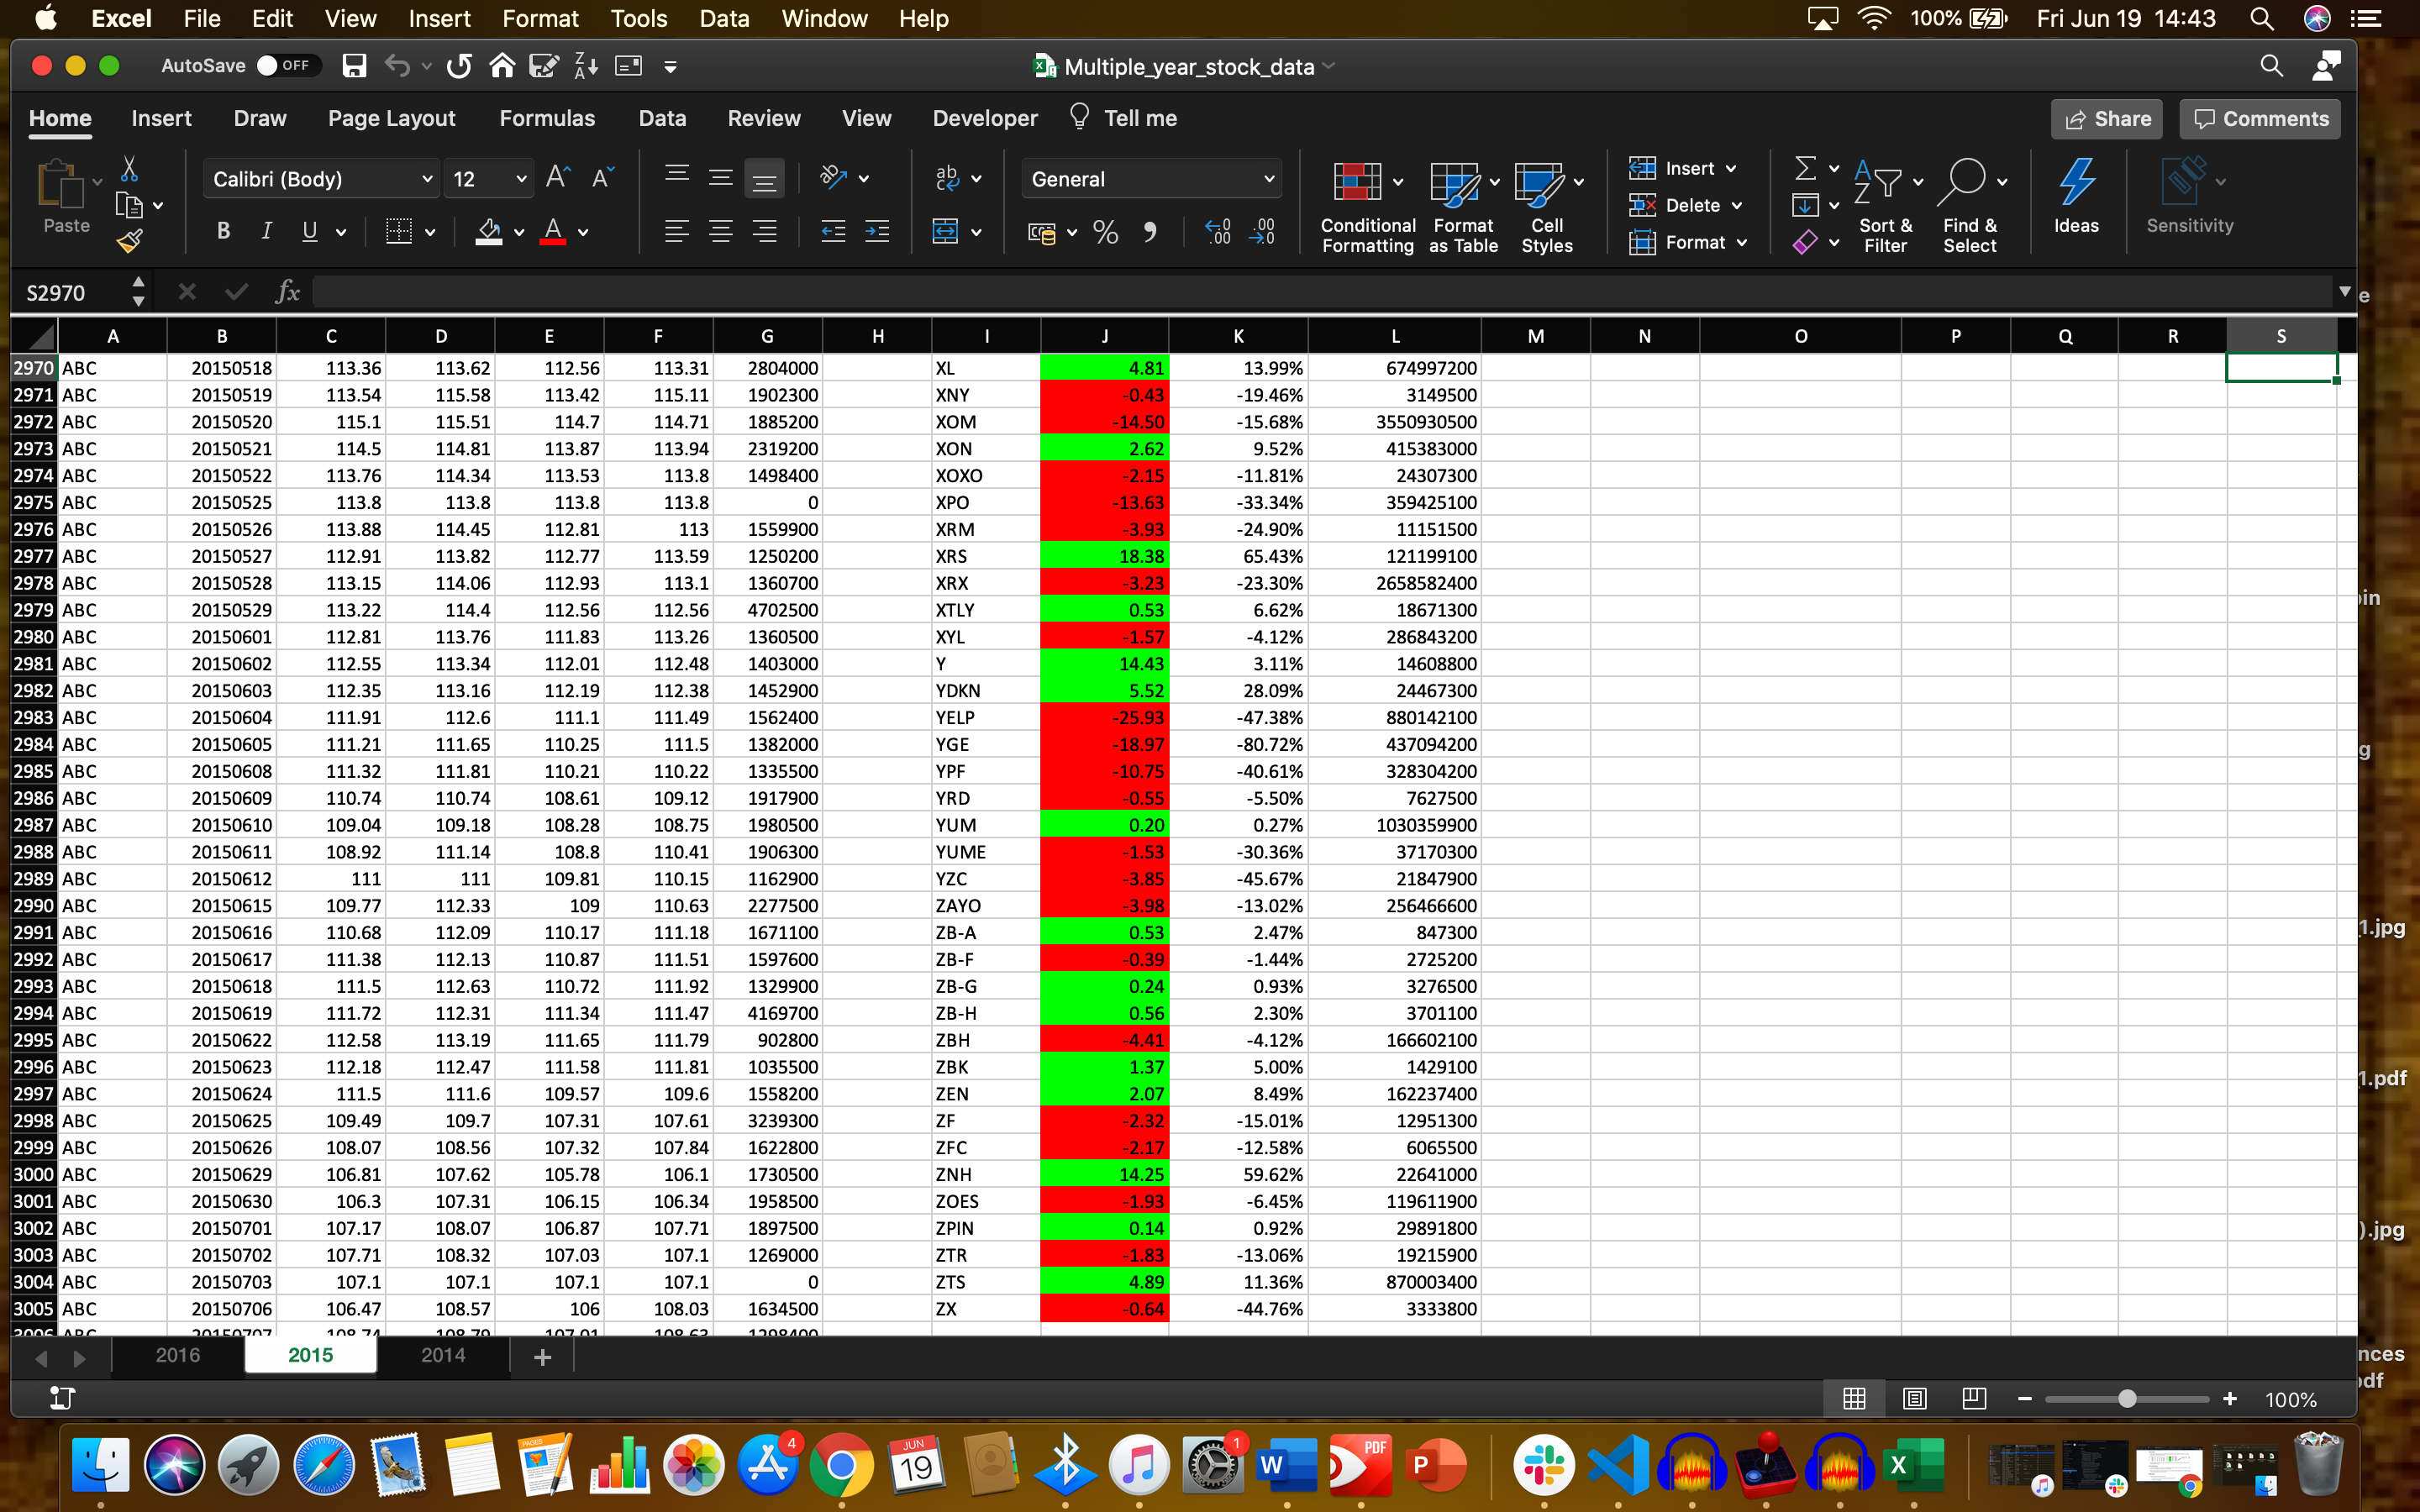 Excel File Edit View Insert Format Tools Data Window Help 100% Fri Jun 19 14:43
AutoSave OFF Multiple_year_stock_data
Home Insert Draw Page Layout Formulas Data Review View Developer Tell me Share Comments
Paste Calibri (Body) 12 General Conditional Formatting Format as Table Cell Styles Insert Delete Format Sort & Filter Find & Select Ideas Sensitivity
S2970 fx
A B C D E F G H I J K L M N O P Q R S
2970 ABC 20150518 113.36 113.62 112.56 113.31 2804000 XL 4.81 13.99% 674997200
2971 ABC 20150519 113.54 115.58 113.42 115.11 1902300 XNY -0.43 -19.46% 3149500
2972 ABC 20150520 115.1 115.51 114.7 114.71 1885200 XOM -14.50 -15.68% 3550930500
2973 ABC 20150521 114.5 114.81 113.87 113.94 2319200 XON 2.62 9.52% 415383000
2974 ABC 20150522 113.76 114.34 113.53 113.8 1498400 XOXO -2.15 -11.81% 24307300
2975 ABC 20150525 113.8 113.8 113.8 113.8 0 XPO -13.63 -33.34% 359425100
2976 ABC 20150526 113.88 114.45 112.81 113 1559900 XRM -3.93 -24.90% 11151500
2977 ABC 20150527 112.91 113.82 112.77 113.59 1250200 XRS 18.38 65.43% 121199100
2978 ABC 20150528 113.15 114.06 112.93 113.1 1360700 XRX -3.23 -23.30% 2658582400
2979 ABC 20150529 113.22 114.4 112.56 112.56 4702500 XTLY 0.53 6.62% 18671300
2980 ABC 20150601 112.81 113.76 111.83 113.26 1360500 XYL -1.57 -4.12% 286843200
2981 ABC 20150602 112.55 113.34 112.01 112.48 1403000 Y 14.43 3.11% 14608800
2982 ABC 20150603 112.35 113.16 112.19 112.38 1452900 YDKN 5.52 28.09% 24467300
2983 ABC 20150604 111.91 112.6 111.1 111.49 1562400 YELP -25.93 -47.38% 880142100
2984 ABC 20150605 111.21 111.65 110.25 111.5 1382000 YGE -18.97 -80.72% 437094200
2985 ABC 20150608 111.32 111.81 110.21 110.22 1335500 YPF -10.75 -40.61% 328304200
2986 ABC 20150609 110.74 110.74 108.61 109.12 1917900 YRD -0.55 -5.50% 7627500
2987 ABC 20150610 109.04 109.18 108.28 108.75 1980500 YUM 0.20 0.27% 1030359900
2988 ABC 20150611 108.92 111.14 108.8 110.41 1906300 YUME -1.53 -30.36% 37170300
2989 ABC 20150612 111 111 109.81 110.15 1162900 YZC -3.85 -45.67% 21847900
2990 ABC 20150615 109.77 112.33 109 110.63 2277500 ZAYO -3.98 -13.02% 256466600
2991 ABC 20150616 110.68 112.09 110.17 111.18 1671100 ZB-A 0.53 2.47% 847300
2992 ABC 20150617 111.38 112.13 110.87 111.51 1597600 ZB-F -0.39 -1.44% 2725200
2993 ABC 20150618 111.5 112.63 110.72 111.92 1329900 ZB-G 0.24 0.93% 3276500
2994 ABC 20150619 111.72 112.31 111.34 111.47 4169700 ZB-H 0.56 2.30% 3701100
2995 ABC 20150622 112.58 113.19 111.65 111.79 902800 ZBH -4.41 -4.12% 166602100
2996 ABC 20150623 112.18 112.47 111.58 111.81 1035500 ZBK 1.37 5.00% 1429100
2997 ABC 20150624 111.5 111.6 109.57 109.6 1558200 ZEN 2.07 8.49% 162237400
2998 ABC 20150625 109.49 109.7 107.31 107.61 3239300 ZF -2.32 -15.01% 12951300
2999 ABC 20150626 108.07 108.56 107.32 107.84 1622800 ZFC -2.17 -12.58% 6065500
3000 ABC 20150629 106.81 107.62 105.78 106.1 1730500 ZNH 14.25 59.62% 22641000
3001 ABC 20150630 106.3 107.31 106.15 106.34 1958500 ZOES -1.93 -6.45% 119611900
3002 ABC 20150701 107.17 108.07 106.87 107.71 1897500 ZPIN 0.14 0.92% 29891800
3003 ABC 20150702 107.71 108.32 107.03 107.1 1269000 ZTR -1.83 -13.06% 19215900
3004 ABC 20150703 107.1 107.1 107.1 107.1 0 ZTS 4.89 11.36% 870003400
3005 ABC 20150706 106.47 108.57 106 108.03 1634500 ZX -0.64 -44.76% 3333800
3006 ABC 20150707 108.74 108.79 107.01 108.63 1298400
2016 2015 2014 +
100%
e
in
g
1.jpg
1.pdf
).jpg
nces
df
4 JUN 19 1 W PDF P X